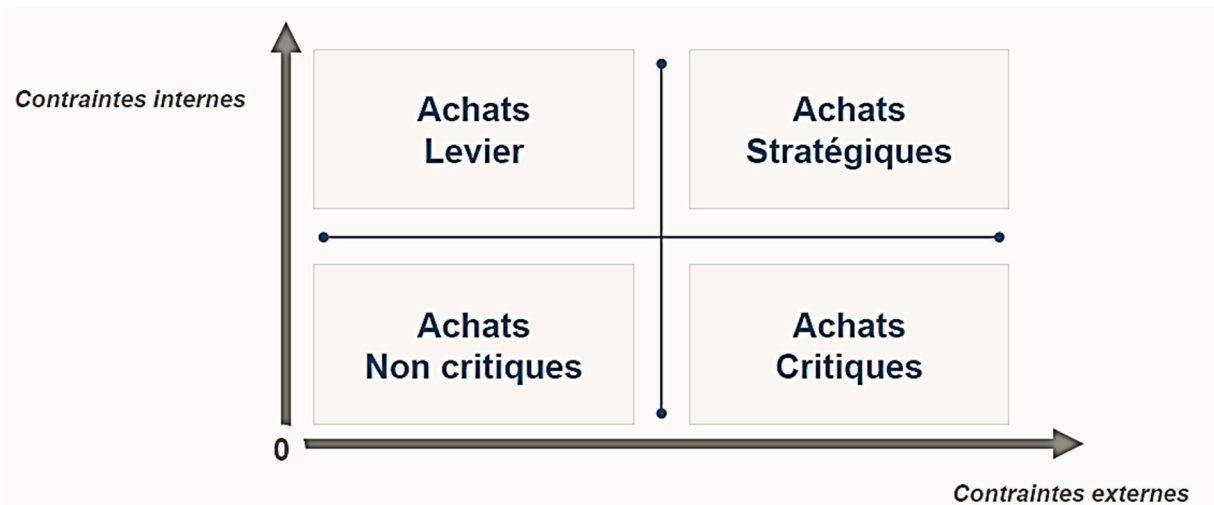 Contraintes internes
Achats
Levier
Achats
Stratégiques
Achats
Non critiques
Achats
Critiques
0
Contraintes externes